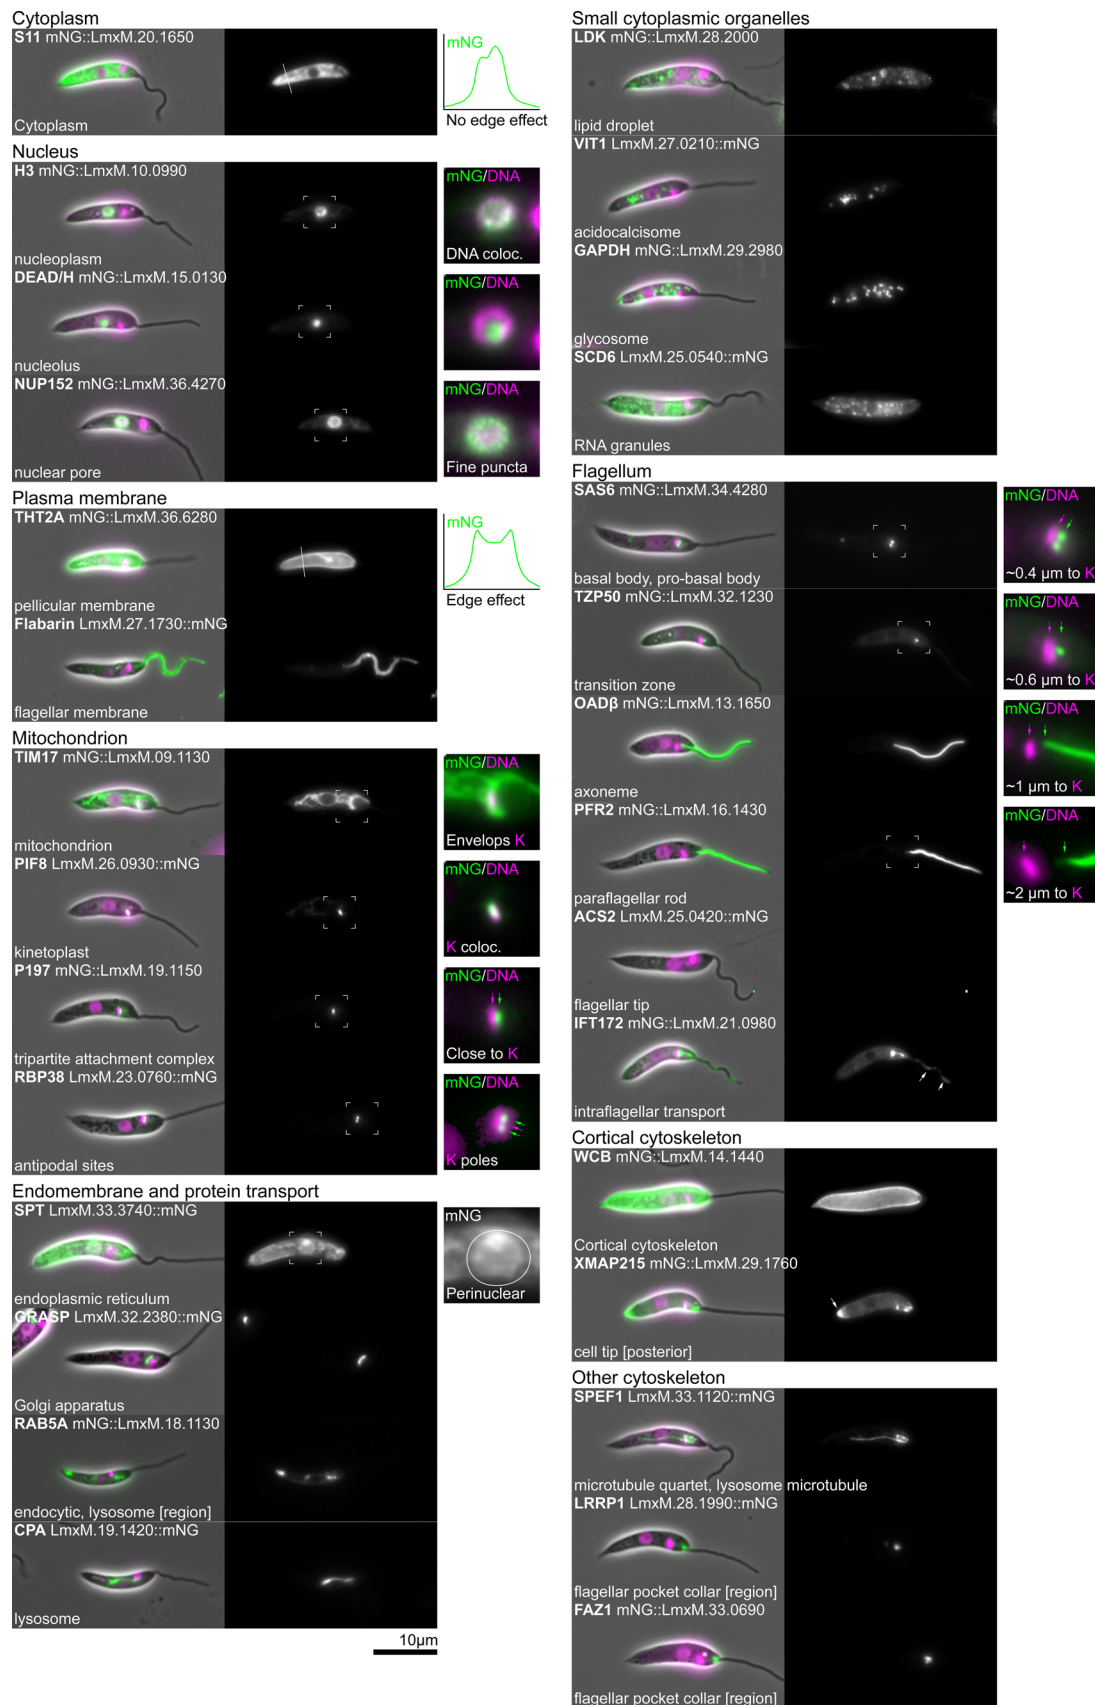 Cytoplasm
S11 mNG::LmxM.20.1650
mNG
Cytoplasm
No edge effect
Nucleus
H3 mNG::LmxM.10.0990
mNG/DNA
nucleoplasm
DNA coloc.
DEAD/H mNG::LmxM.15.0130
mNG/DNA
nucleolus
NUP152 mNG::LmxM.36.4270
mNG/DNA
nuclear pore
Fine puncta
Plasma membrane
THT2A mNG::LmxM.36.6280
mNG
pellicular membrane
Edge effect
Flabarin LmxM.27.1730::mNG
flagellar membrane
Mitochondrion
TIM17 mNG::LmxM.09.1130
mNG/DNA
mitochondrion
Envelops K
PIF8 LmxM.26.0930::mNG
mNG/DNA
kinetoplast
K coloc.
P197 mNG::LmxM.19.1150
mNG/DNA
tripartite attachment complex
Close to K
RBP38 LmxM.23.0760::mNG
mNG/DNA
antipodal sites
K poles
Endomembrane and protein transport
SPT LmxM.33.3740::mNG
mNG
endoplasmic reticulum
Perinuclear
GRASP LmxM.32.2380::mNG
Golgi apparatus
RAB5A mNG::LmxM.18.1130
endocytic, lysosome [region]
CPA LmxM.19.1420::mNG
lysosome
10µm
Small cytoplasmic organelles
LDK mNG::LmxM.28.2000
lipid droplet
VIT1 LmxM.27.0210::mNG
acidocalcisome
GAPDH mNG::LmxM.29.2980
glycosome
SCD6 LmxM.25.0540::mNG
RNA granules
Flagellum
SAS6 mNG::LmxM.34.4280
mNG/DNA
basal body, pro-basal body
~0.4 µm to K
TZP50 mNG::LmxM.32.1230
mNG/DNA
transition zone
~0.6 µm to K
OADβ mNG::LmxM.13.1650
mNG/DNA
axoneme
~1 µm to K
PFR2 mNG::LmxM.16.1430
mNG/DNA
paraflagellar rod
~2 µm to K
ACS2 LmxM.25.0420::mNG
flagellar tip
IFT172 mNG::LmxM.21.0980
intraflagellar transport
Cortical cytoskeleton
WCB mNG::LmxM.14.1440
Cortical cytoskeleton
XMAP215 mNG::LmxM.29.1760
cell tip [posterior]
Other cytoskeleton
SPEF1 LmxM.33.1120::mNG
microtubule quartet, lysosome microtubule
LRRP1 LmxM.28.1990::mNG
flagellar pocket collar [region]
FAZ1 mNG::LmxM.33.0690
flagellar pocket collar [region]